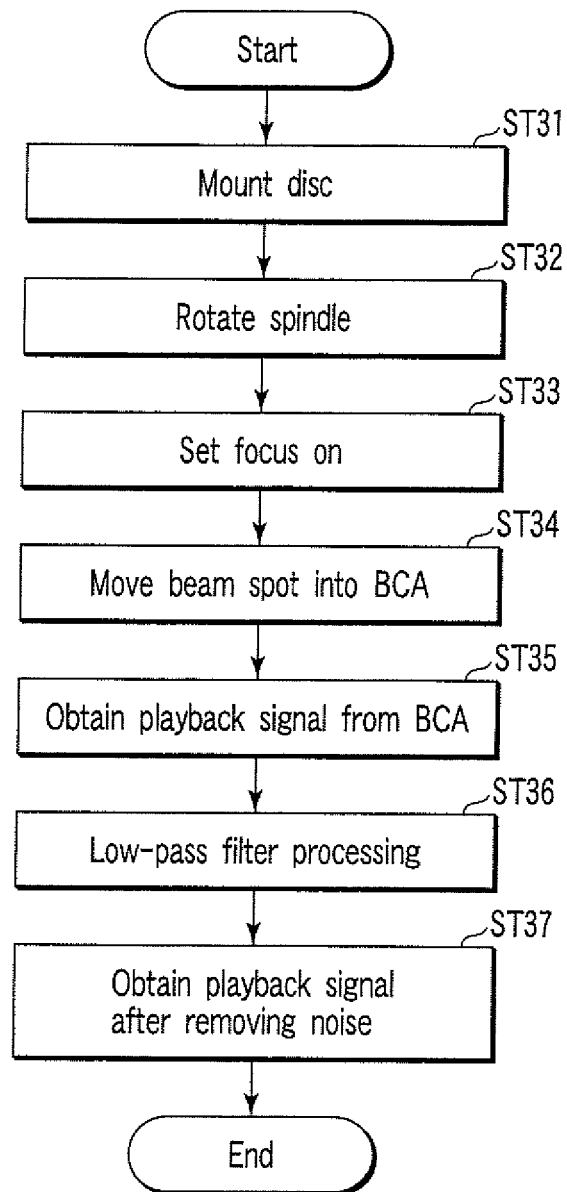 Start
ST31
Mount disc
ST32
Rotate spindle
ST33
Set focus on
ST34
Move beam spot into BCA
ST35
Obtain playback signal from BCA
ST36
Low-pass filter processing
ST37
Obtain playback signal
after removing noise
End